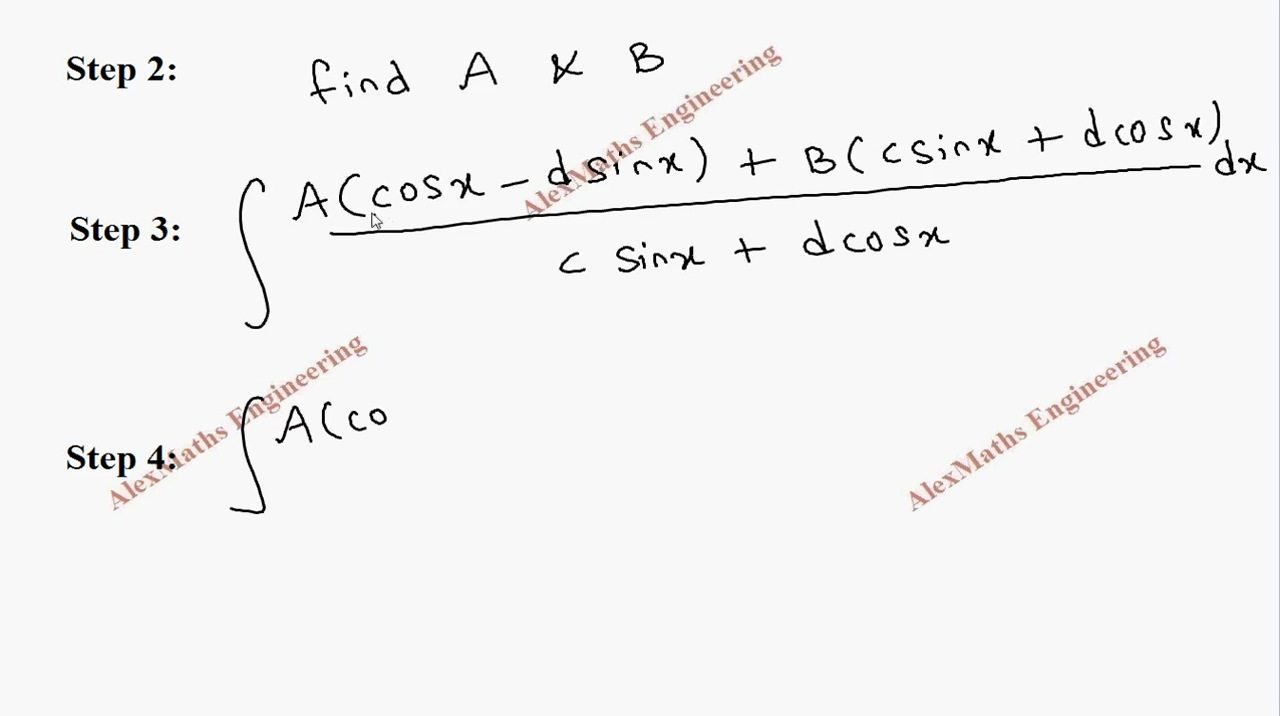 Step 2: find A & B
AlexMaths Engineering
Step 3: ∫ A(cosx − dsinx) + B(csinx + dcosx) dx
c sinx + dcosx
AlexMaths Engineering
AlexMaths Engineering
Step 4: ∫ A(co